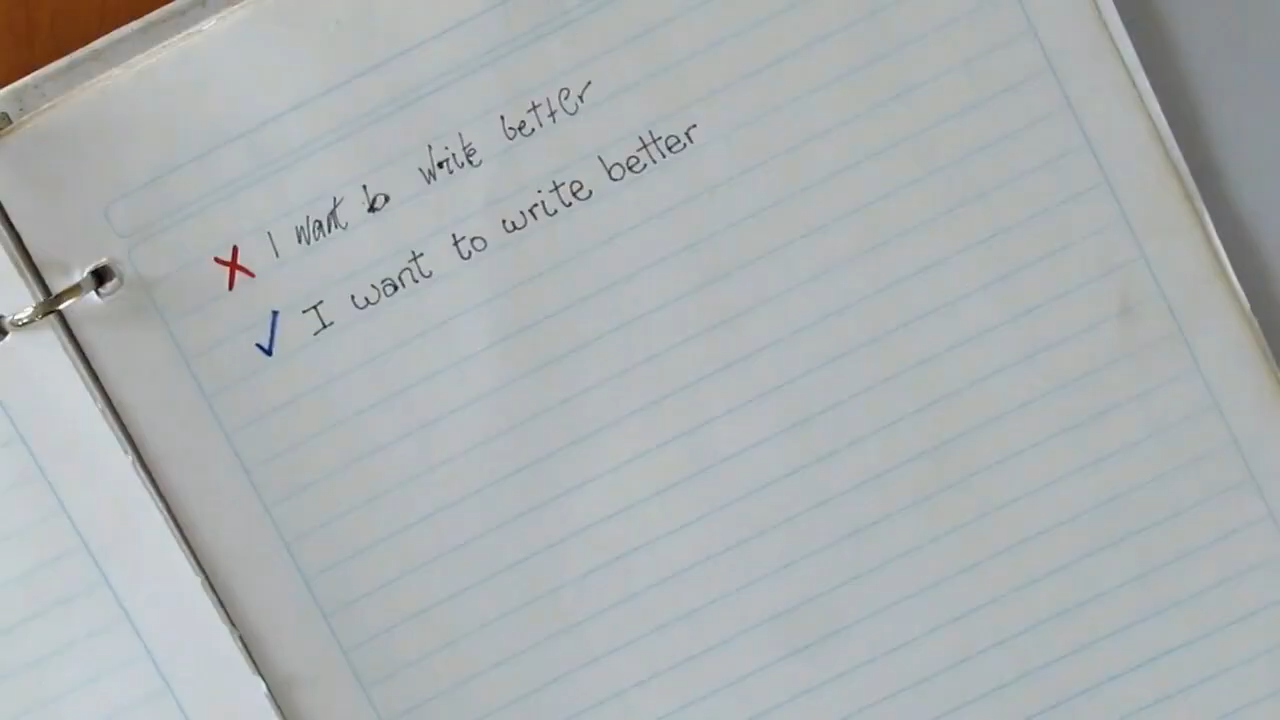 ✗ I want to write better
✓ I want to write better